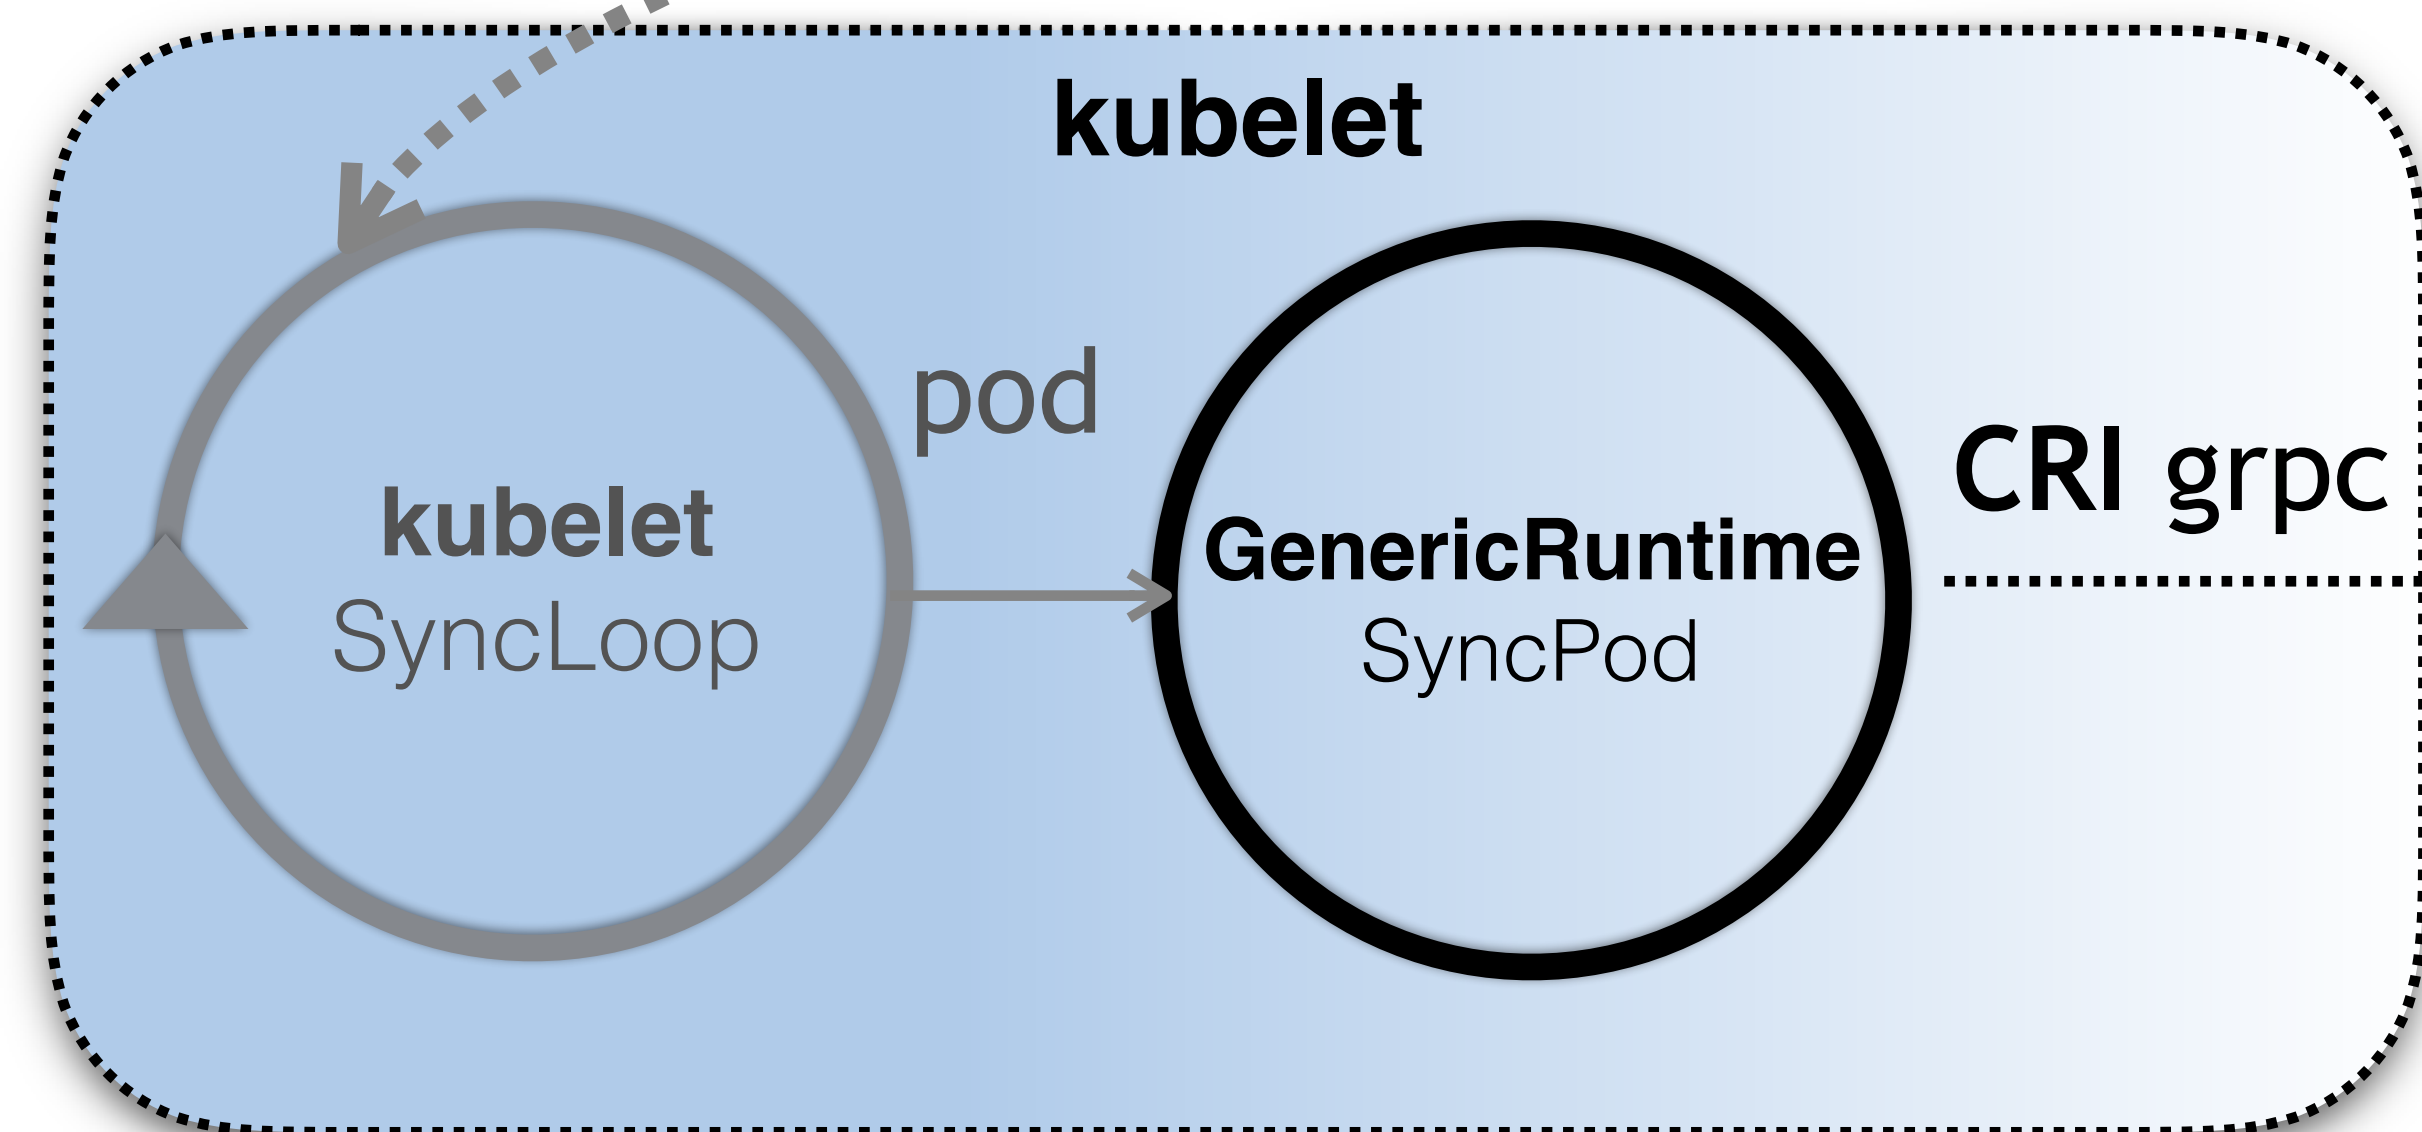 kubelet
pod
kubelet
SyncLoop
GenericRuntime
SyncPod
CRI grpc